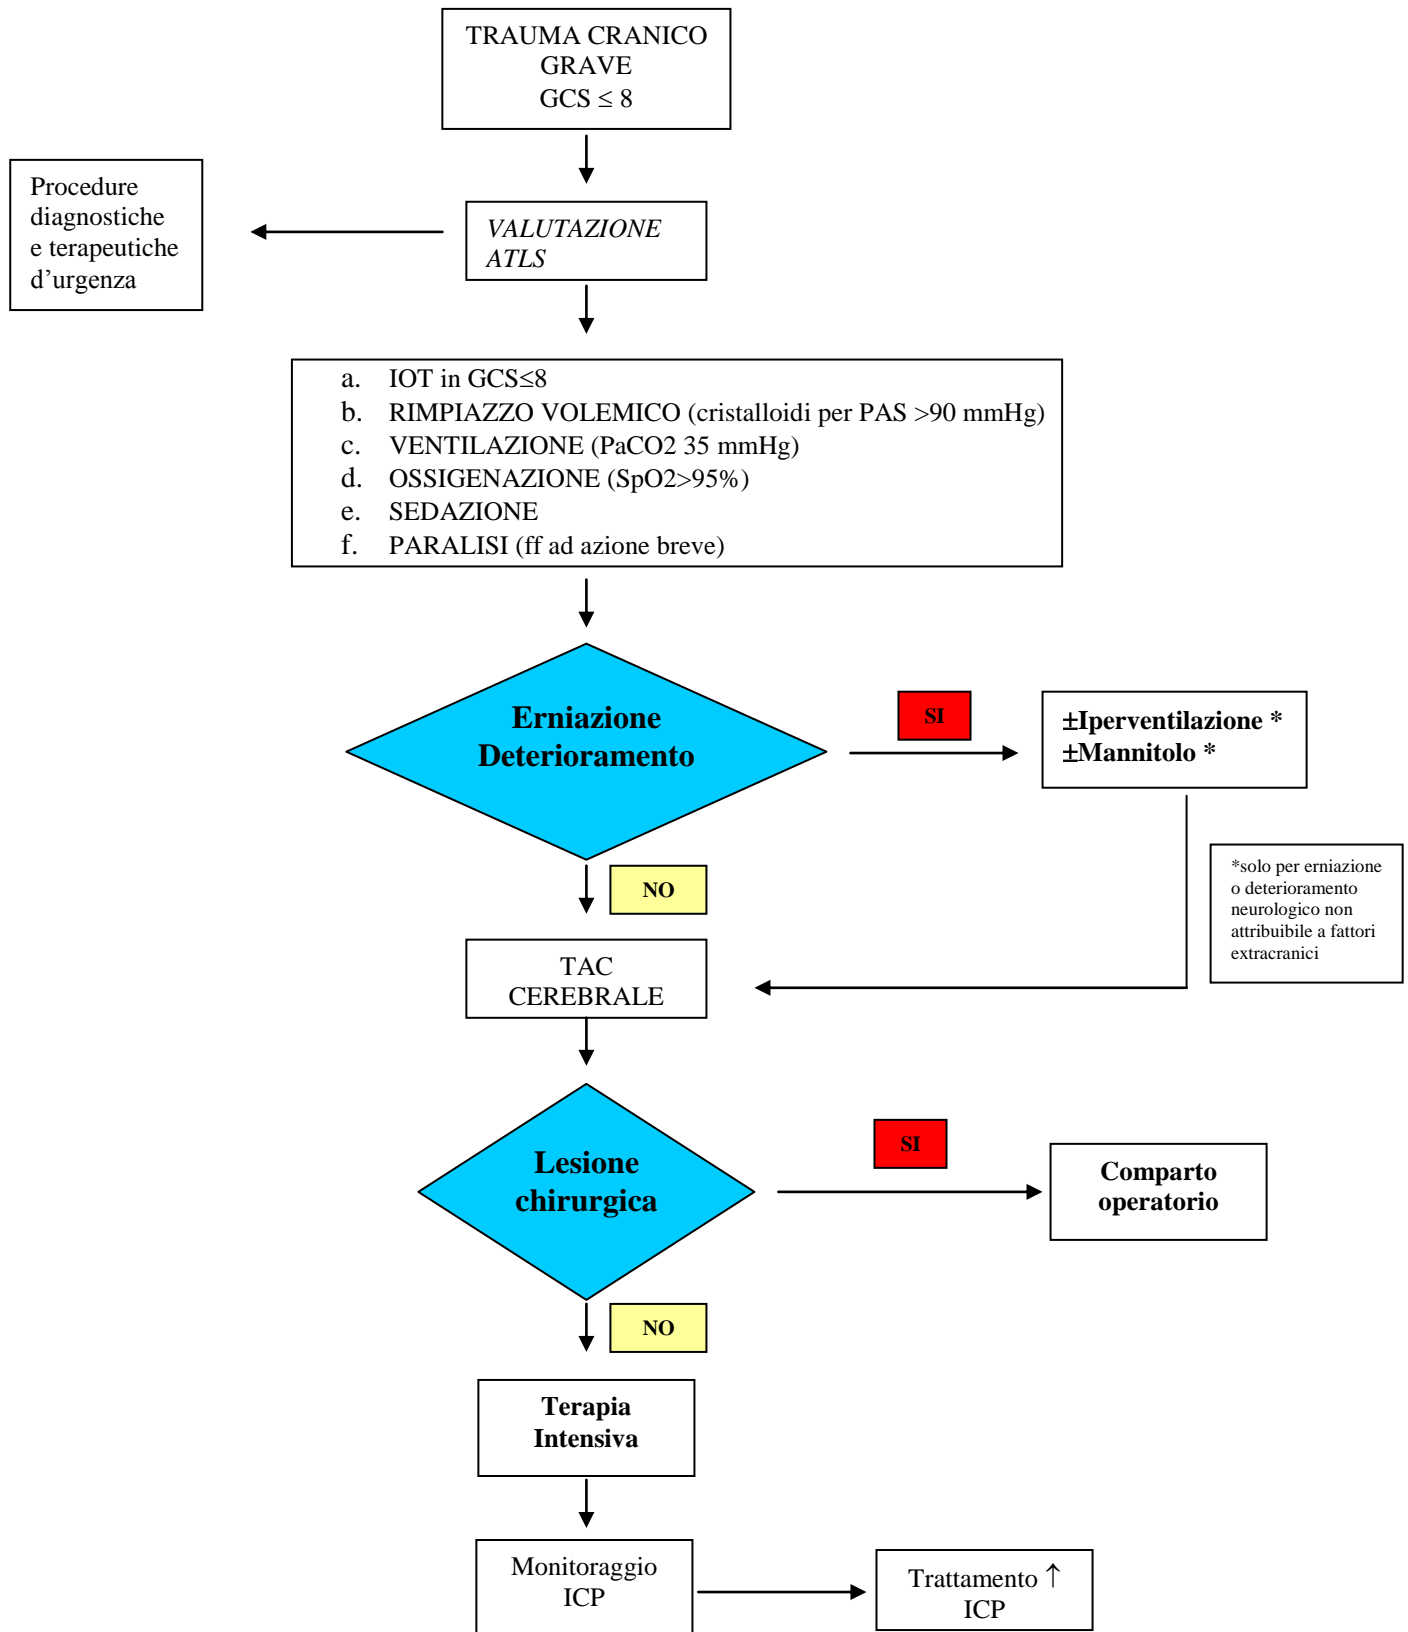 TRAUMA CRANICO
GRAVE
GCS ≤ 8
Procedure
diagnostiche
e terapeutiche
d’urgenza
VALUTAZIONE
ATLS
a. IOT in GCS≤8
b. RIMPIAZZO VOLEMICO (cristalloidi per PAS >90 mmHg)
c. VENTILAZIONE (PaCO2 35 mmHg)
d. OSSIGENAZIONE (SpO2>95%)
e. SEDAZIONE
f. PARALISI (ff ad azione breve)
Erniazione
Deterioramento
SI
±Iperventilazione *
±Mannitolo *
*solo per erniazione
o deterioramento
neurologico non
attribuibile a fattori
extracranici
NO
TAC
CEREBRALE
Lesione
chirurgica
SI
Comparto
operatorio
NO
Terapia
Intensiva
Monitoraggio
ICP
Trattamento ↑
ICP